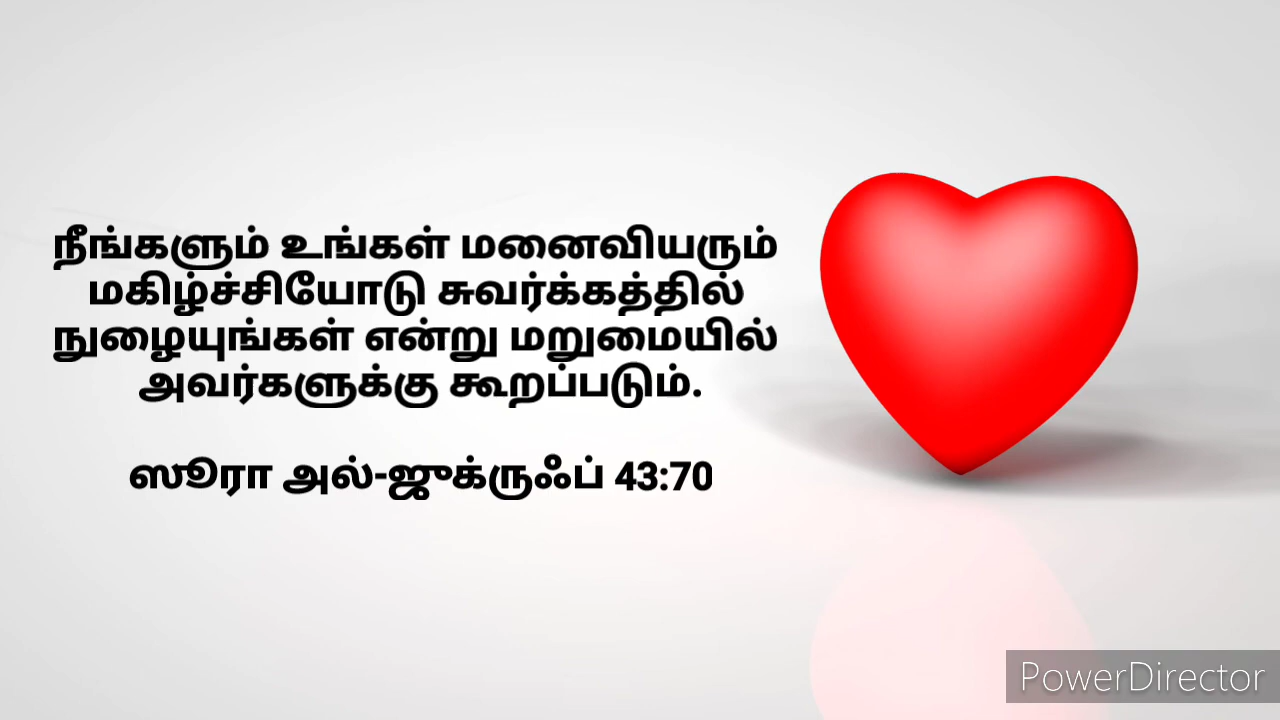 நீங்களும் உங்கள் மனைவியரும்
மகிழ்ச்சியோடு சுவர்க்கத்தில்
நுழையுங்கள் என்று மறுமையில்
அவர்களுக்கு கூறப்படும்.
ஸூரா அல்-ஜுக்ருஃப் 43:70
PowerDirector